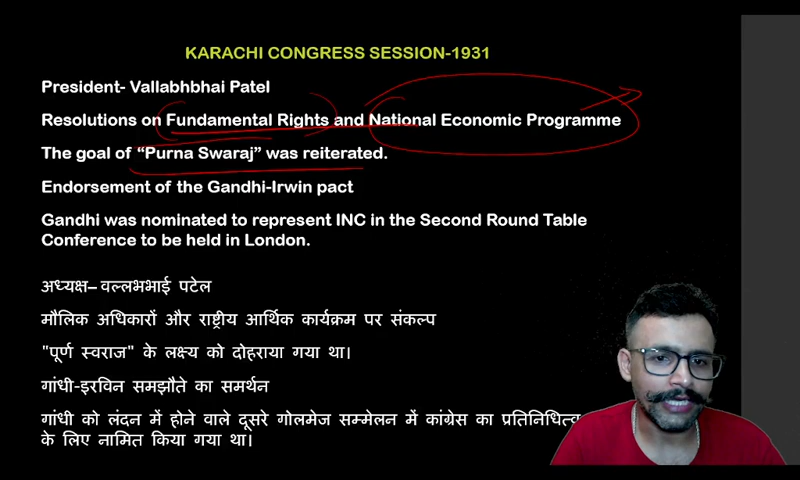 KARACHI CONGRESS SESSION-1931
President- Vallabhbhai Patel
Resolutions on Fundamental Rights and National Economic Programme
The goal of “Purna Swaraj” was reiterated.
Endorsement of the Gandhi-Irwin pact
Gandhi was nominated to represent INC in the Second Round Table
Conference to be held in London.
अध्यक्ष– वल्लभभाई पटेल
मौलिक अधिकारों और राष्ट्रीय आर्थिक कार्यक्रम पर संकल्प
"पूर्ण स्वराज" के लक्ष्य को दोहराया गया था।
गांधी-इरविन समझौते का समर्थन
गांधी को लंदन में होने वाले दूसरे गोलमेज सम्मेलन में कांग्रेस का प्रतिनिधित्व
के लिए नामित किया गया था।